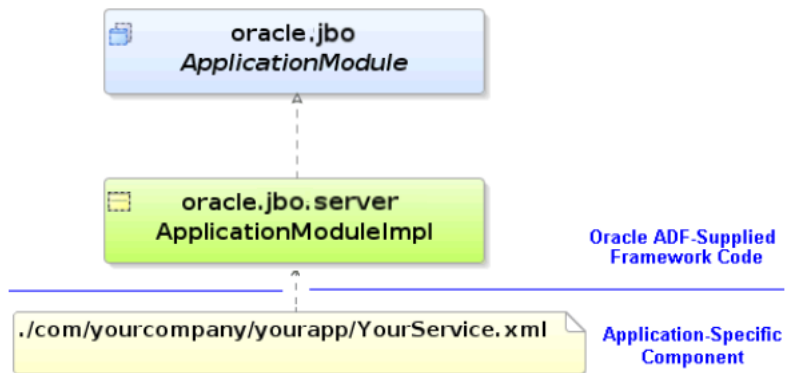 oracle.jbo
ApplicationModule
oracle.jbo.server
ApplicationModuleImpl
Oracle ADF-Supplied
Framework Code
./com/yourcompany/yourapp/YourService.xml
Application-Specific
Component